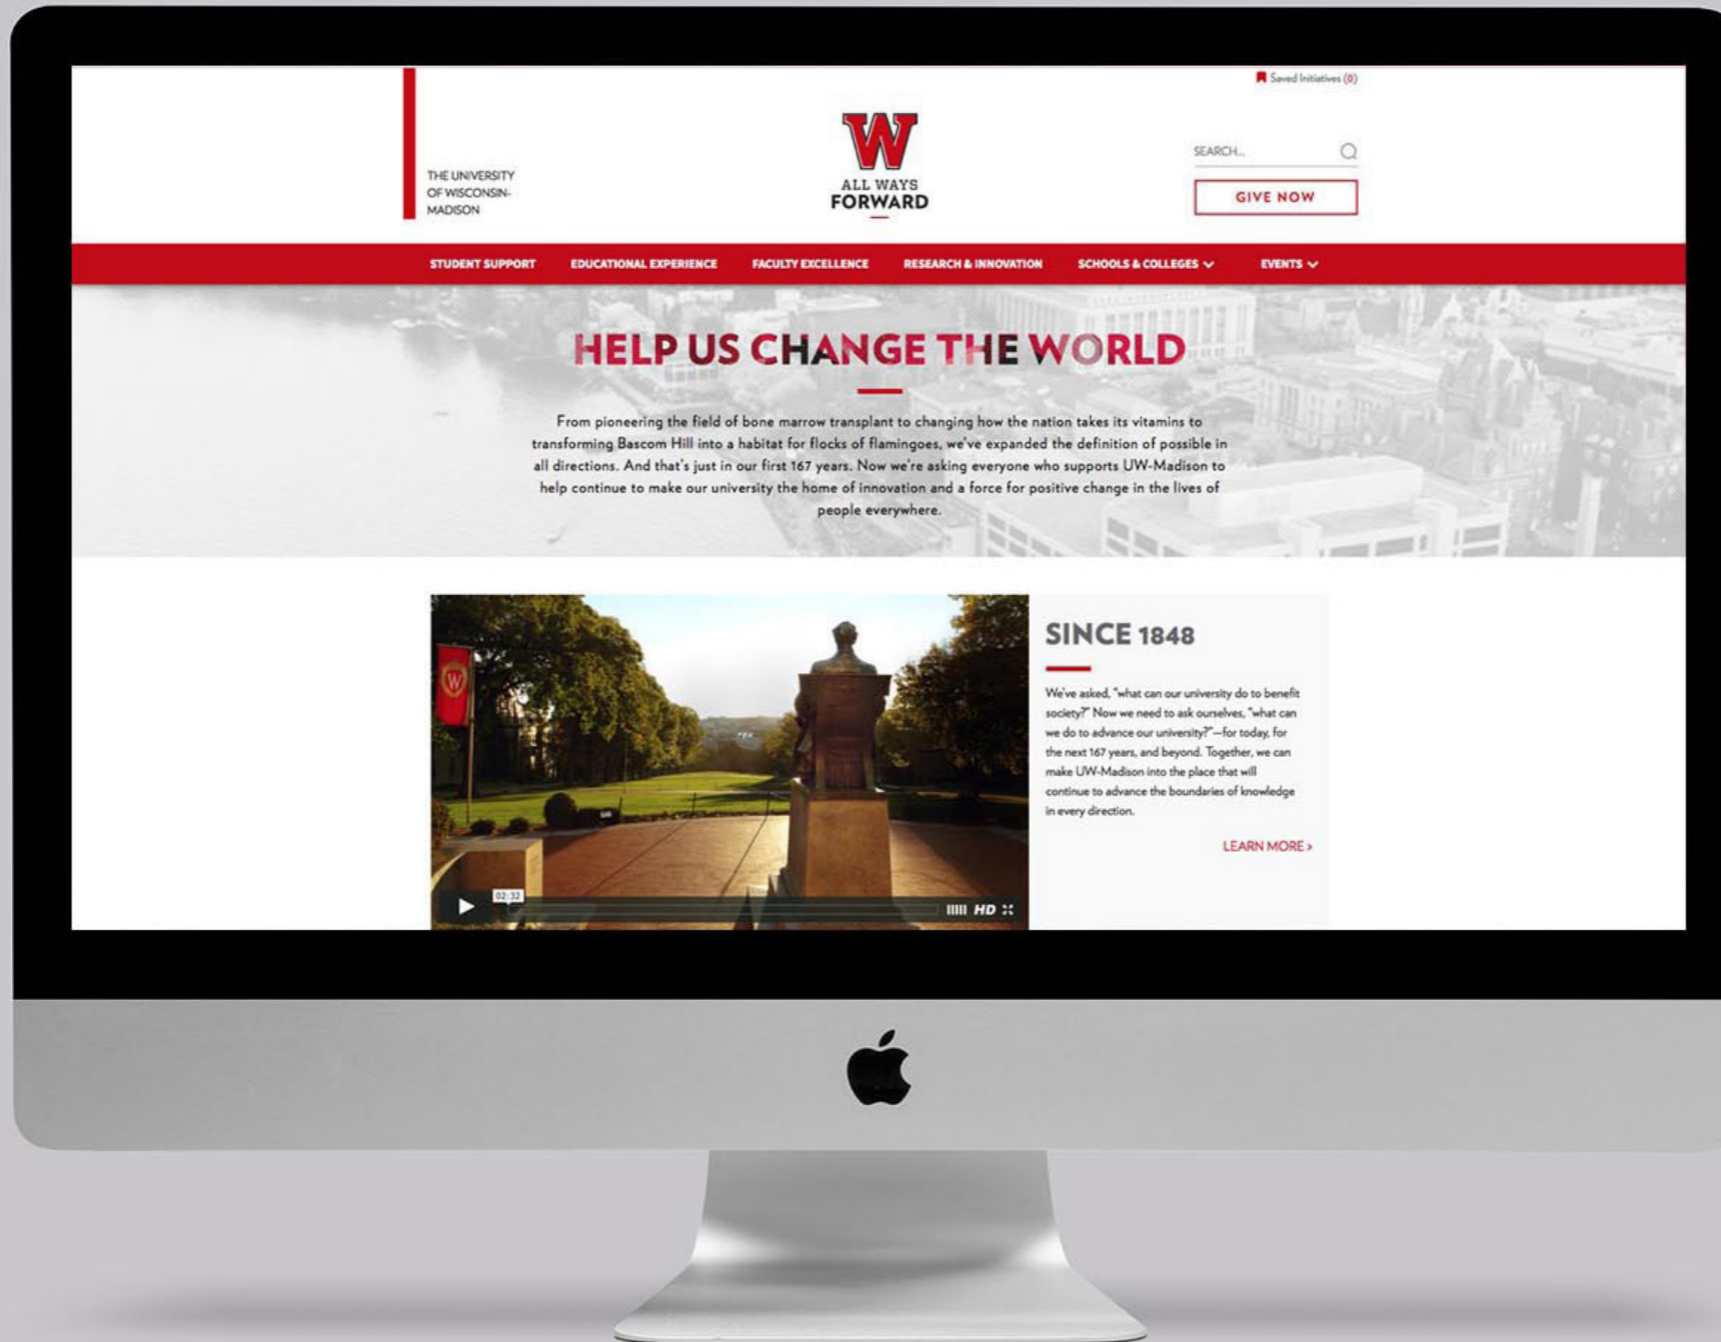 Saved Initiatives (0)
THE UNIVERSITY
OF WISCONSIN-
MADISON
W
ALL WAYS
FORWARD
SEARCH...
GIVE NOW
STUDENT SUPPORT EDUCATIONAL EXPERIENCE FACULTY EXCELLENCE RESEARCH & INNOVATION SCHOOLS & COLLEGES EVENTS
HELP US CHANGE THE WORLD
From pioneering the field of bone marrow transplant to changing how the nation takes its vitamins to
transforming Bascom Hill into a habitat for flocks of flamingoes, we've expanded the definition of possible in
all directions. And that's just in our first 167 years. Now we're asking everyone who supports UW-Madison to
help continue to make our university the home of innovation and a force for positive change in the lives of
people everywhere.
W
02:32
HD
SINCE 1848
We've asked, "what can our university do to benefit
society?" Now we need to ask ourselves, "what can
we do to advance our university?"—for today, for
the next 167 years, and beyond. Together, we can
make UW-Madison into the place that will
continue to advance the boundaries of knowledge
in every direction.
LEARN MORE >